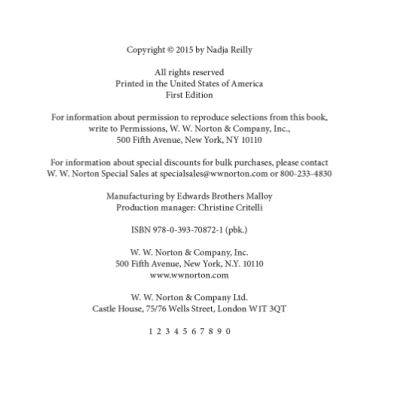 Copyright © 2015 by Nadja Reilly
All rights reserved
Printed in the United States of America
First Edition
For information about permission to reproduce selections from this book,
write to Permissions, W. W. Norton & Company, Inc.,
500 Fifth Avenue, New York, NY 10110
For information about special discounts for bulk purchases, please contact
W. W. Norton Special Sales at specialsales@wwnorton.com or 800-233-4830
Manufacturing by Edwards Brothers Malloy
Production manager: Christine Critelli
ISBN 978-0-393-70872-1 (pbk.)
W. W. Norton & Company, Inc.
500 Fifth Avenue, New York, N.Y. 10110
www.wwnorton.com
W. W. Norton & Company Ltd.
Castle House, 75/76 Wells Street, London W1T 3QT
1 2 3 4 5 6 7 8 9 0